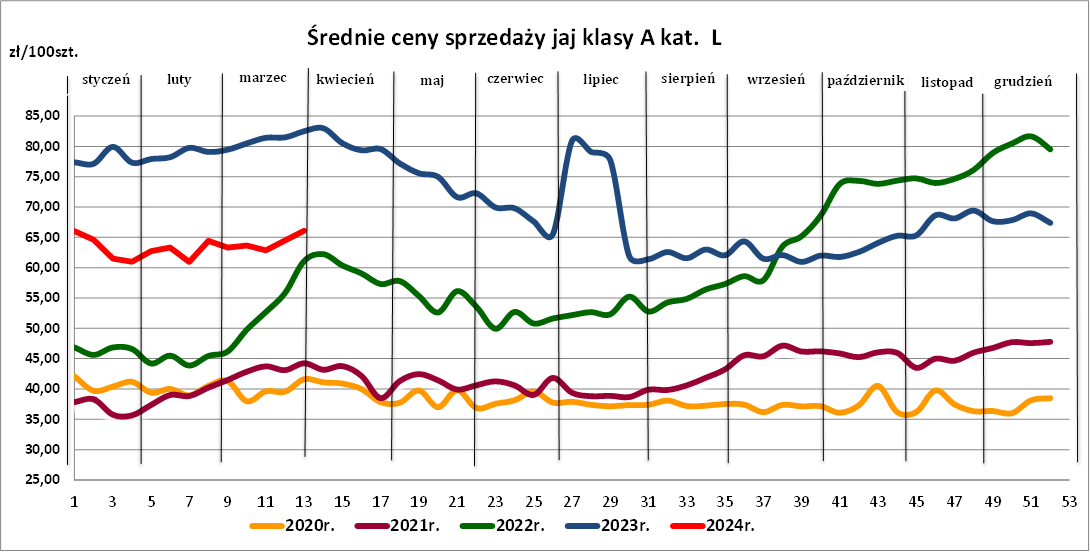 Średnie ceny sprzedaży jaj klasy A kat. L
zł/100szt.
styczeń luty marzec kwiecień maj czerwiec lipiec sierpień wrzesień październik listopad grudzień
85,00
80,00
75,00
70,00
65,00
60,00
55,00
50,00
45,00
40,00
35,00
30,00
25,00
1 3 5 7 9 11 13 15 17 19 21 23 25 27 29 31 33 35 37 39 41 43 45 47 49 51 53
2020r. 2021r. 2022r. 2023r. 2024r.